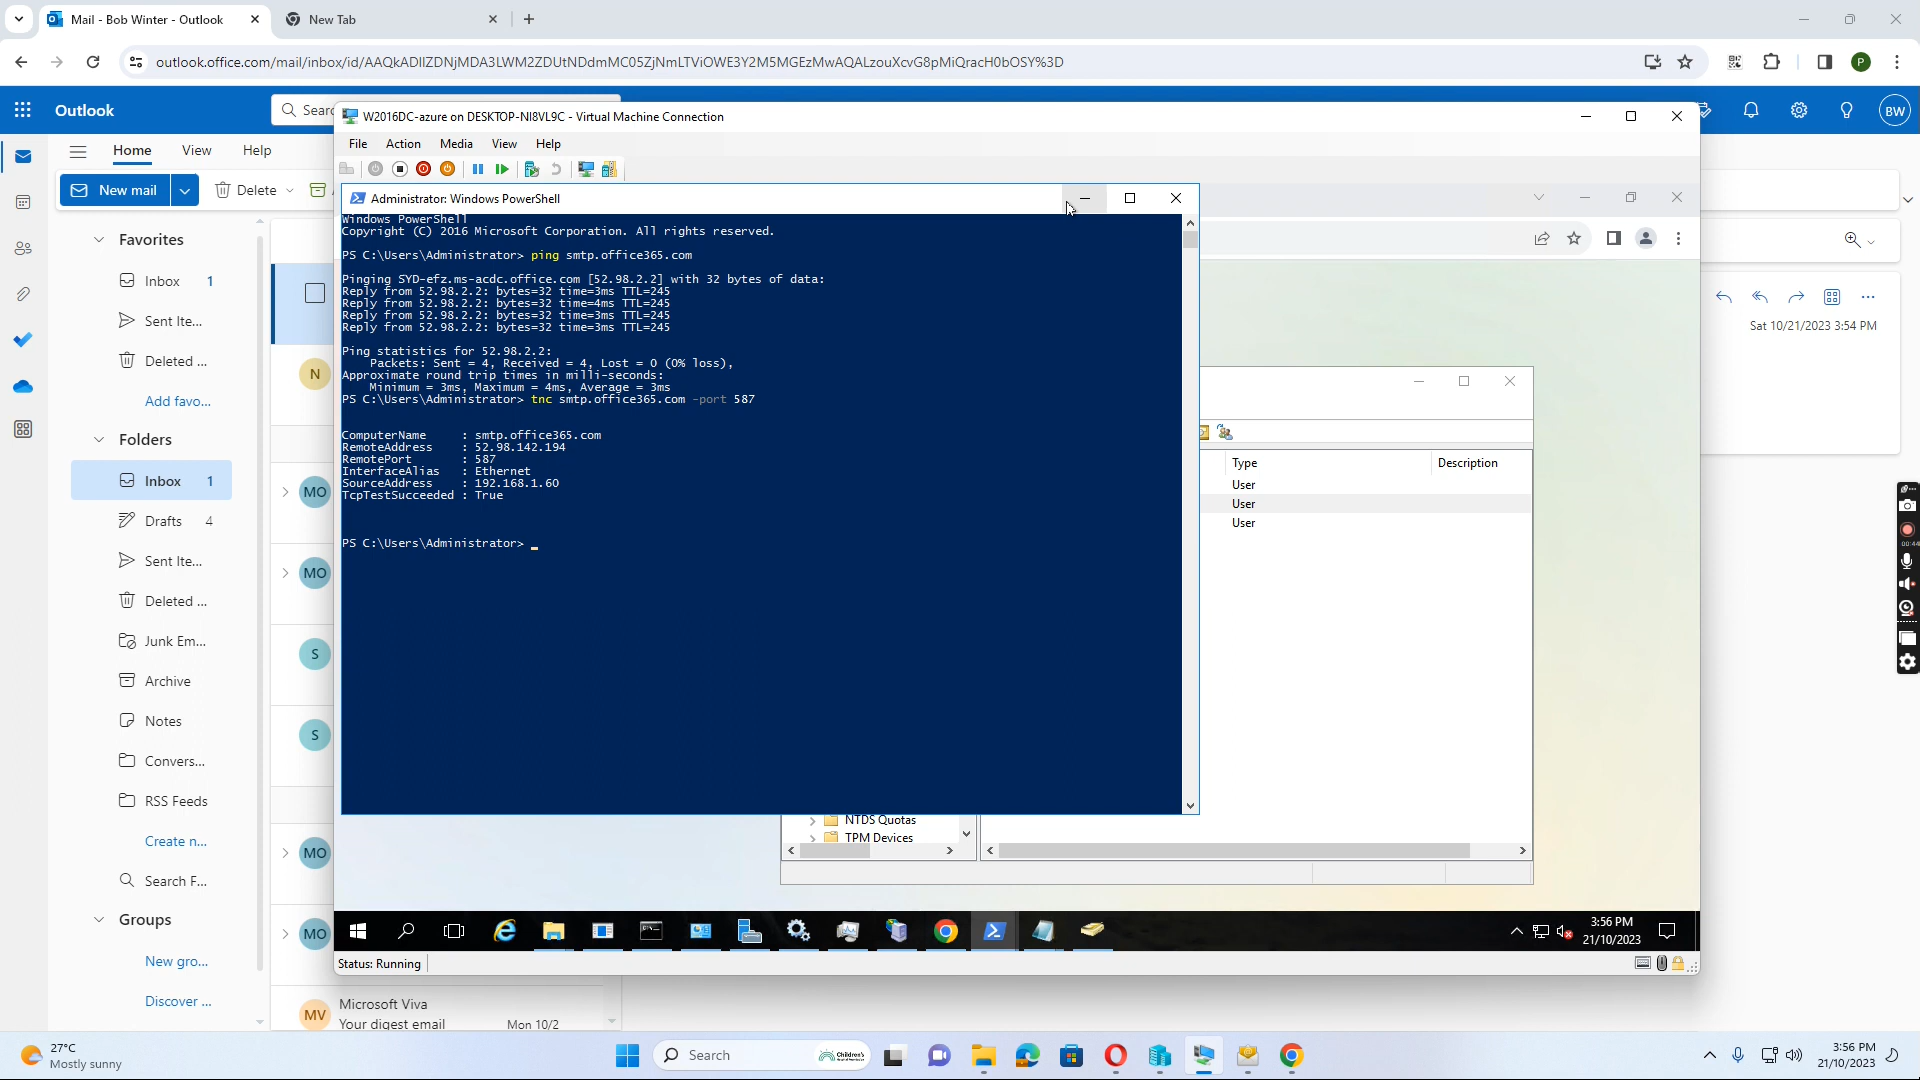 Mail - Bob Winter - Outlook
New Tab
outlook.office.com/mail/inbox/id/AAQkADIIZDNjMDA3LWM2ZDUtNDdmMC05ZjNmLTViOWE3Y2M5MGEzMwAQALzouXcvG8pMiQracH0bOSY%3D
P
Outlook
Sear
BW
W2016DC-azure on DESKTOP-NI8VL9C - Virtual Machine Connection
File Action Media View Help
Home View Help
New mail
Delete
Administrator: Windows PowerShell
Windows PowerShell
Copyright (C) 2016 Microsoft Corporation. All rights reserved.
PS C:\Users\Administrator> ping smtp.office365.com
Pinging SYD-efz.ms-acdc.office.com [52.98.2.2] with 32 bytes of data:
Reply from 52.98.2.2: bytes=32 time=3ms TTL=245
Reply from 52.98.2.2: bytes=32 time=4ms TTL=245
Reply from 52.98.2.2: bytes=32 time=3ms TTL=245
Reply from 52.98.2.2: bytes=32 time=3ms TTL=245
Ping statistics for 52.98.2.2:
Packets: Sent = 4, Received = 4, Lost = 0 (0% loss),
Approximate round trip times in milli-seconds:
Minimum = 3ms, Maximum = 4ms, Average = 3ms
PS C:\Users\Administrator> tnc smtp.office365.com -port 587
ComputerName : smtp.office365.com
RemoteAddress : 52.98.142.194
RemotePort : 587
InterfaceAlias : Ethernet
SourceAddress : 192.168.1.60
TcpTestSucceeded : True
PS C:\Users\Administrator>
Favorites
Inbox 1
Sent Ite...
Deleted ...
Add favo...
Folders
Inbox 1
Drafts 4
Sent Ite...
Deleted ...
Junk Em...
Archive
Notes
Convers...
RSS Feeds
Create n...
Search F...
Groups
New gro...
Discover ...
N
MO
MO
S
S
MO
MO
MV
Microsoft Viva
Your digest email Mon 10/2
Sat 10/21/2023 3:54 PM
Type Description
User
User
User
NTDS Quotas
TPM Devices
3:56 PM
21/10/2023
Status: Running
00:44
27°C
Mostly sunny
Search
Children's
3:56 PM
21/10/2023